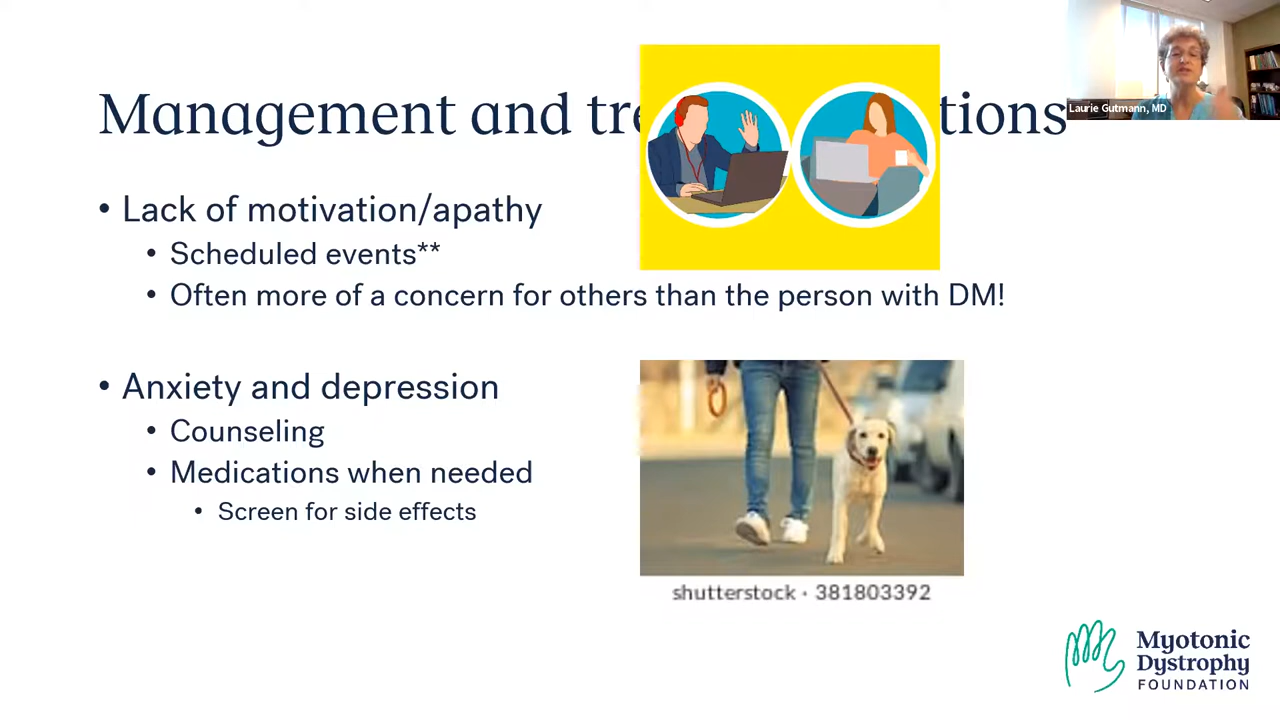 Management and tre tions
Laurie Gutmann, MD
• Lack of motivation/apathy
• Scheduled events**
• Often more of a concern for others than the person with DM!
• Anxiety and depression
• Counseling
• Medications when needed
• Screen for side effects
shutterstock · 381803392
Myotonic
Dystrophy
FOUNDATION